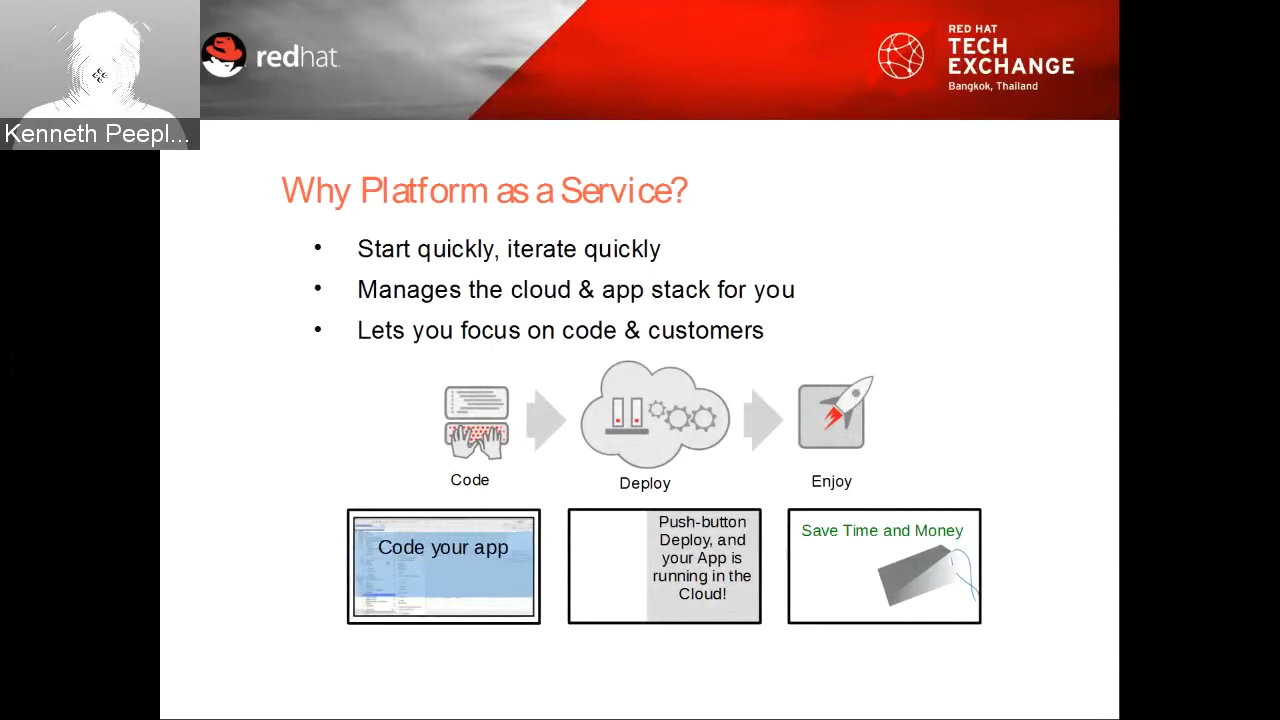 Kenneth Peepl...
redhat.
RED HAT
TECH
EXCHANGE
Bangkok, Thailand
Why Platform as a Service?
• Start quickly, iterate quickly
• Manages the cloud & app stack for you
• Lets you focus on code & customers
Code
Deploy
Enjoy
Code your app
Push-button
Deploy, and
your App is
running in the
Cloud!
Save Time and Money